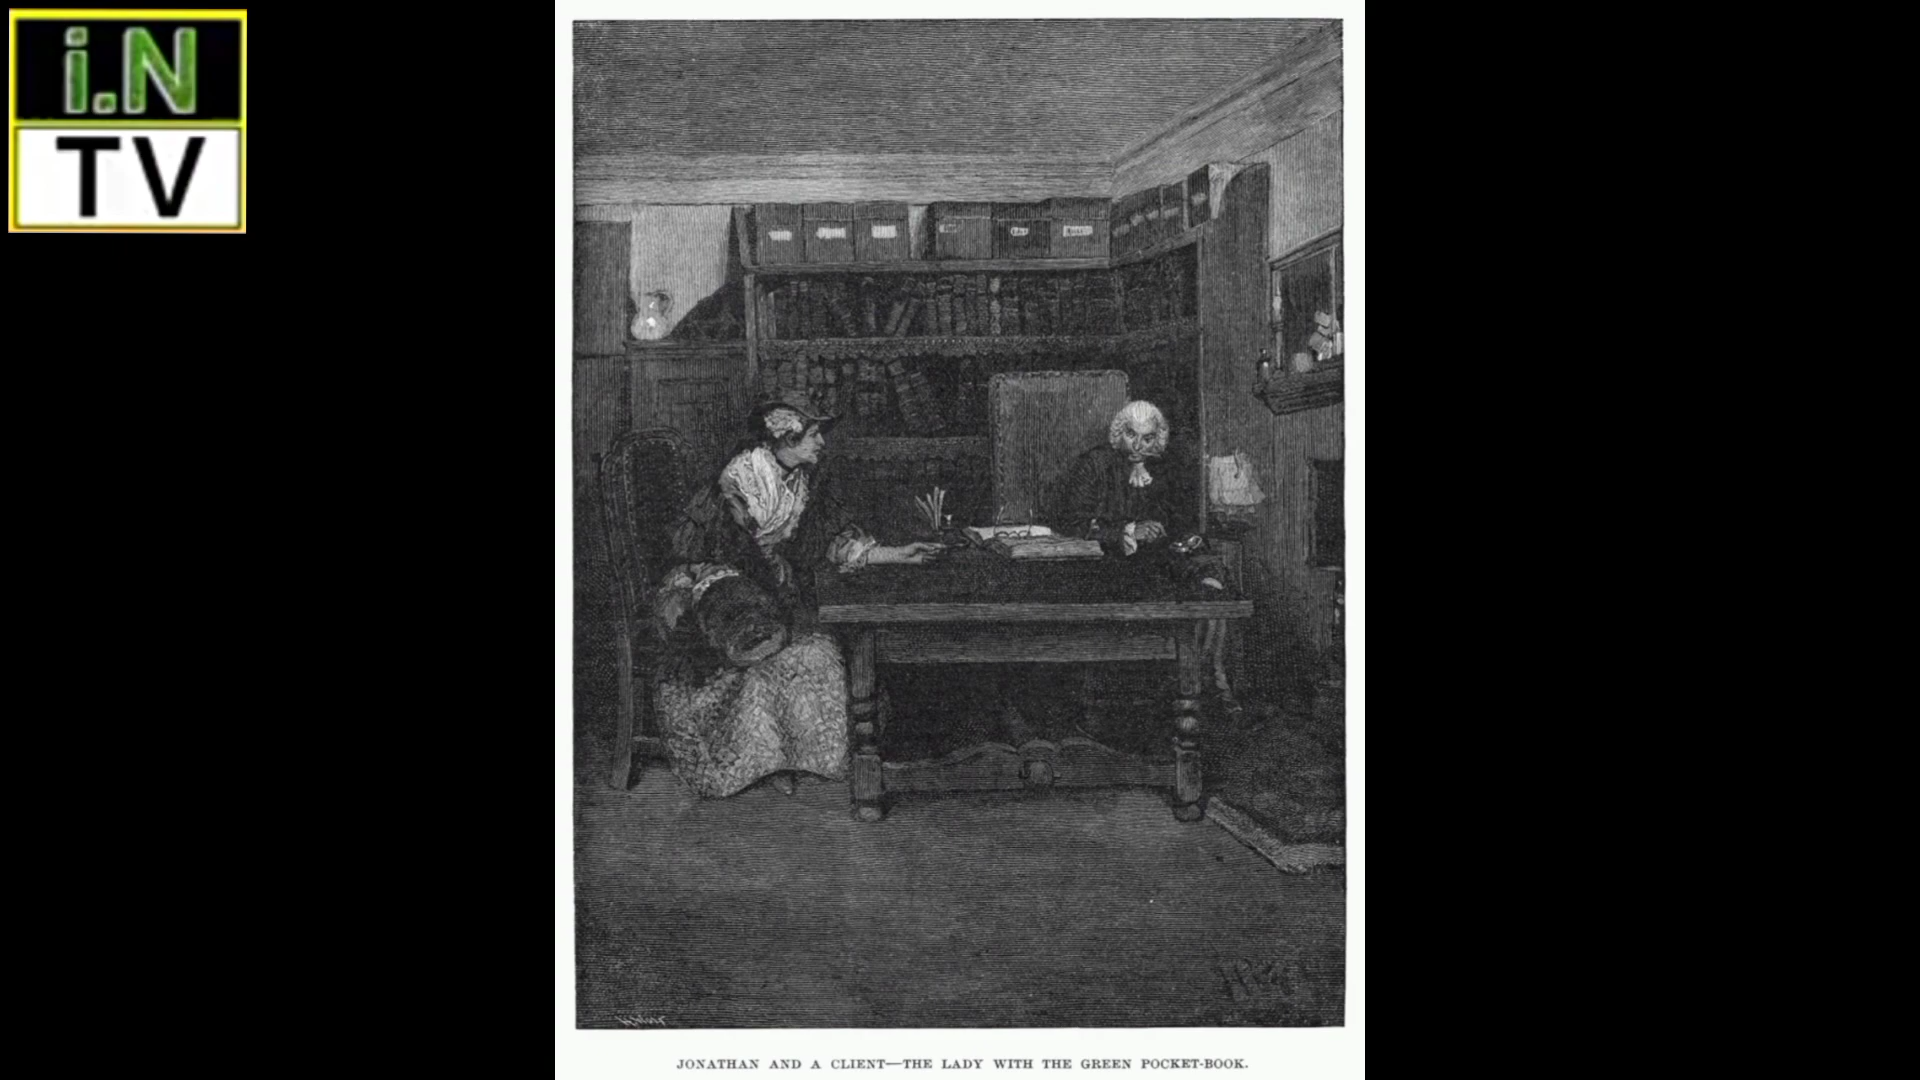 i.N
TV
JONATHAN AND A CLIENT—THE LADY WITH THE GREEN POCKET-BOOK.